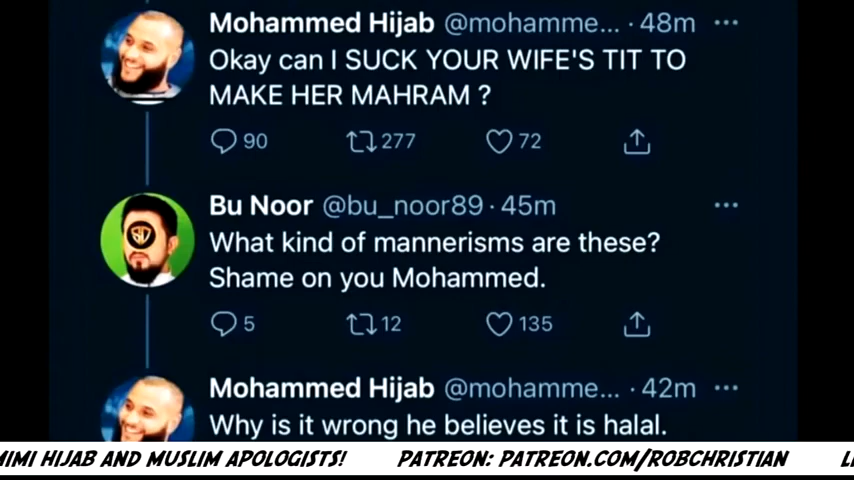 Mohammed Hijab @mohamme... · 48m
Okay can I SUCK YOUR WIFE'S TIT TO
MAKE HER MAHRAM ?
90 277 72
Bu Noor @bu_noor89 · 45m
What kind of mannerisms are these?
Shame on you Mohammed.
5 12 135
Mohammed Hijab @mohamme... · 42m
Why is it wrong he believes it is halal.
MIMI HIJAB AND MUSLIM APOLOGISTS! PATREON: PATREON.COM/ROBCHRISTIAN